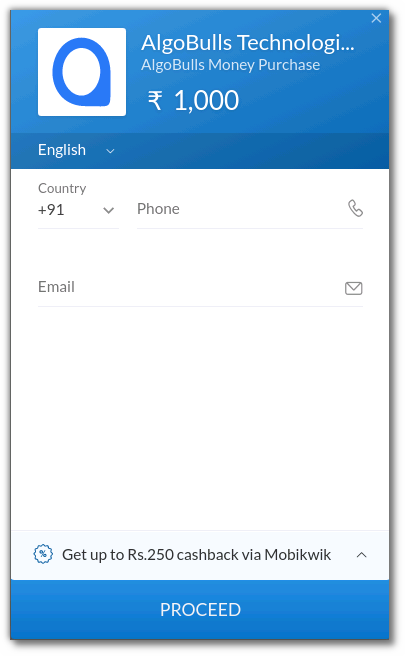 AlgoBulls Technologi...
AlgoBulls Money Purchase
₹ 1,000
English
Country
+91
Phone
Email
Get up to Rs.250 cashback via Mobikwik
PROCEED